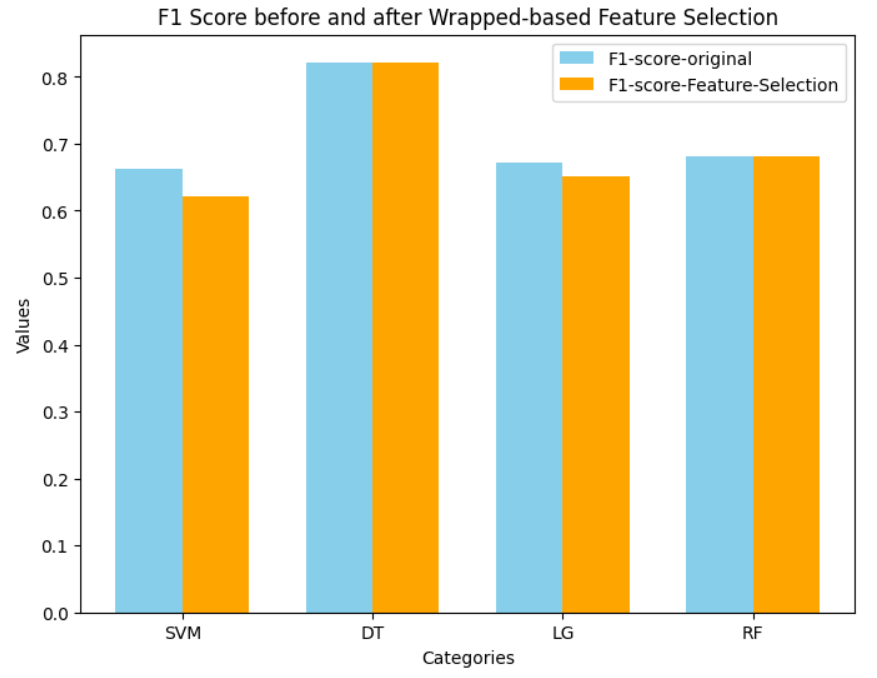 F1 Score before and after Wrapped-based Feature Selection
F1-score-original
F1-score-Feature-Selection
Values
0.8
0.7
0.6
0.5
0.4
0.3
0.2
0.1
0.0
SVM
DT
LG
RF
Categories